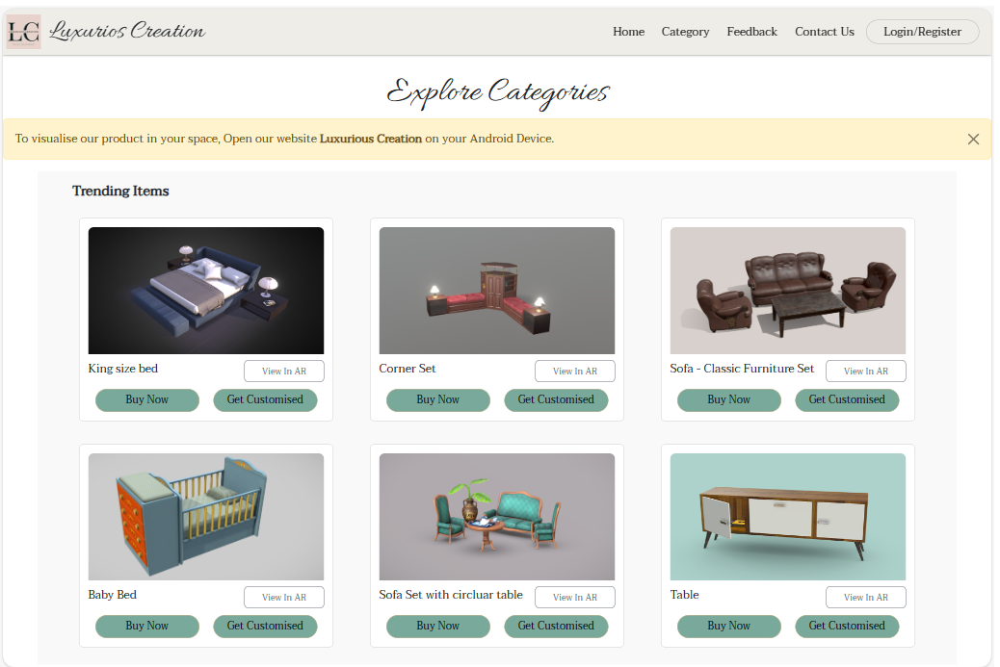 LC Luxurios Creation Home Category Feedback Contact Us Login/Register
Explore Categories
To visualise our product in your space, Open our website Luxurious Creation on your Android Device.
Trending Items
King size bed View In AR
Buy Now Get Customised
Corner Set View In AR
Buy Now Get Customised
Sofa - Classic Furniture Set View In AR
Buy Now Get Customised
Baby Bed View In AR
Buy Now Get Customised
Sofa Set with circluar table View In AR
Buy Now Get Customised
Table View In AR
Buy Now Get Customised